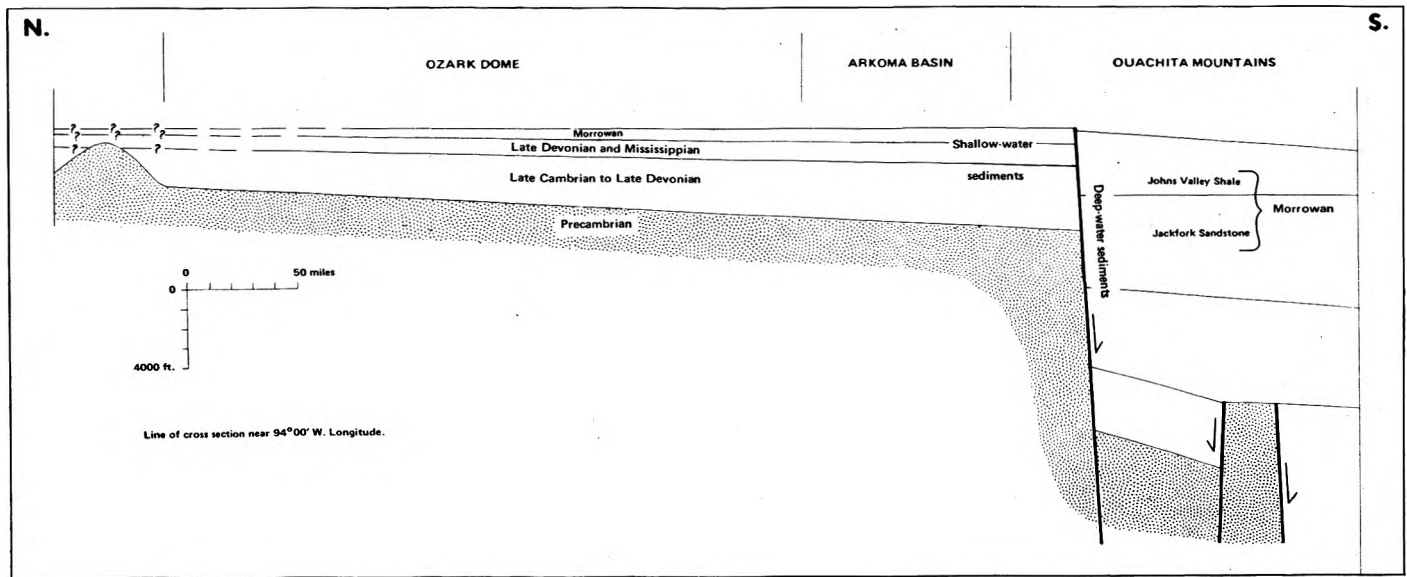 N.
S.
OZARK DOME
ARKOMA BASIN
OUACHITA MOUNTAINS
? ? ?
? ? ?
? ?
Morrowan
Late Devonian and Mississippian
Shallow-water
Late Cambrian to Late Devonian
sediments
Johns Valley Shale
Morrowan
Jackfork Sandstone
Deep-water sediments
Precambrian
0 50 miles
0
4000 ft.
Line of cross section near 94°00' W. Longitude.